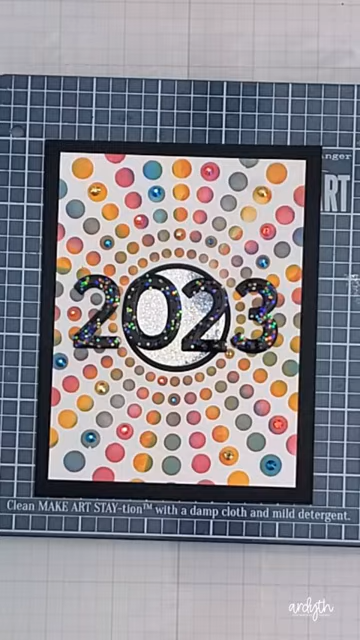 anger
ART
2023
Clean MAKE ART STAY-tion™ with a damp cloth and mild detergent.
ardyth